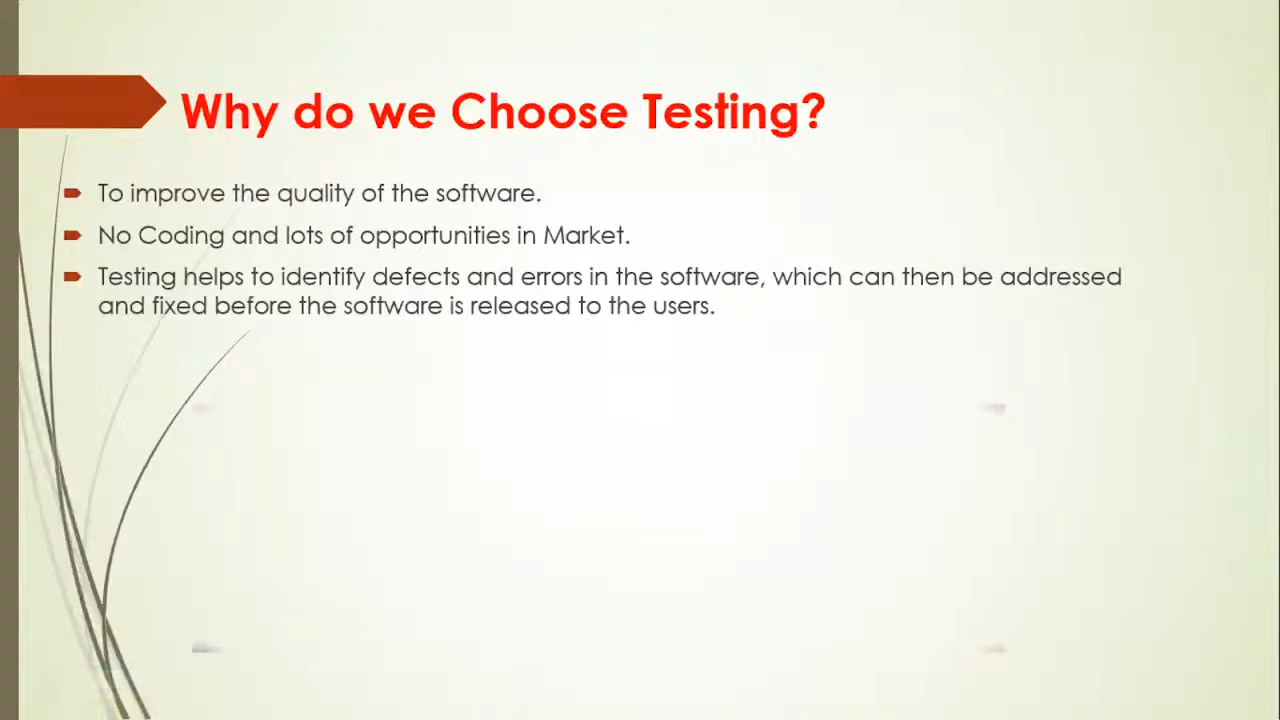 Why do we Choose Testing?
To improve the quality of the software.
No Coding and lots of opportunities in Market.
Testing helps to identify defects and errors in the software, which can then be addressed
and fixed before the software is released to the users.